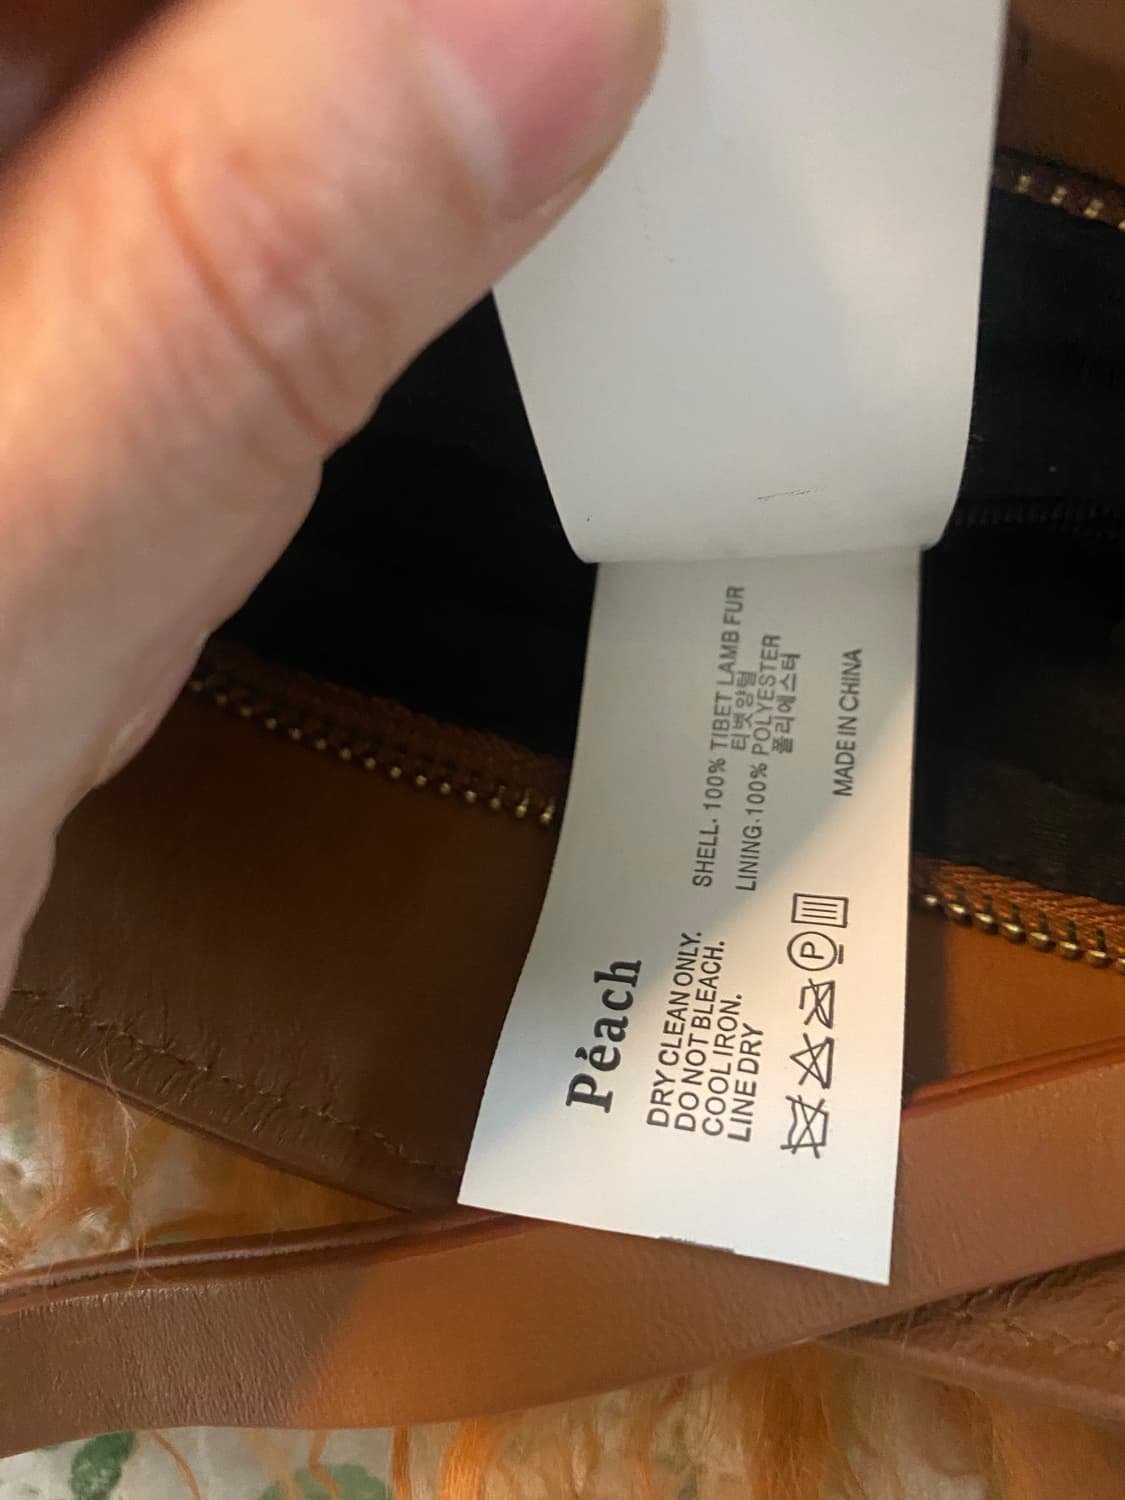 Péach
DRY CLEAN ONLY.
DO NOT BLEACH.
COOL IRON.
LINE DRY
SHELL· 100% TIBET LAMB FUR
티벳양털
LINING·100% POLYESTER
폴리에스터
P
MADE IN CHINA